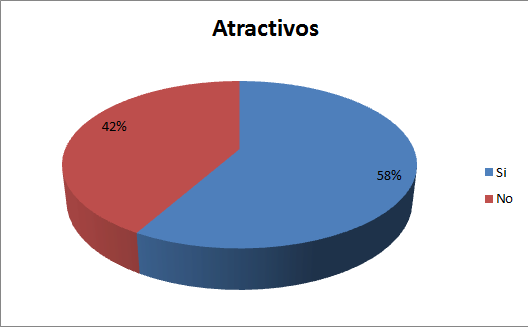 Atractivos
42%
58%
Si
No